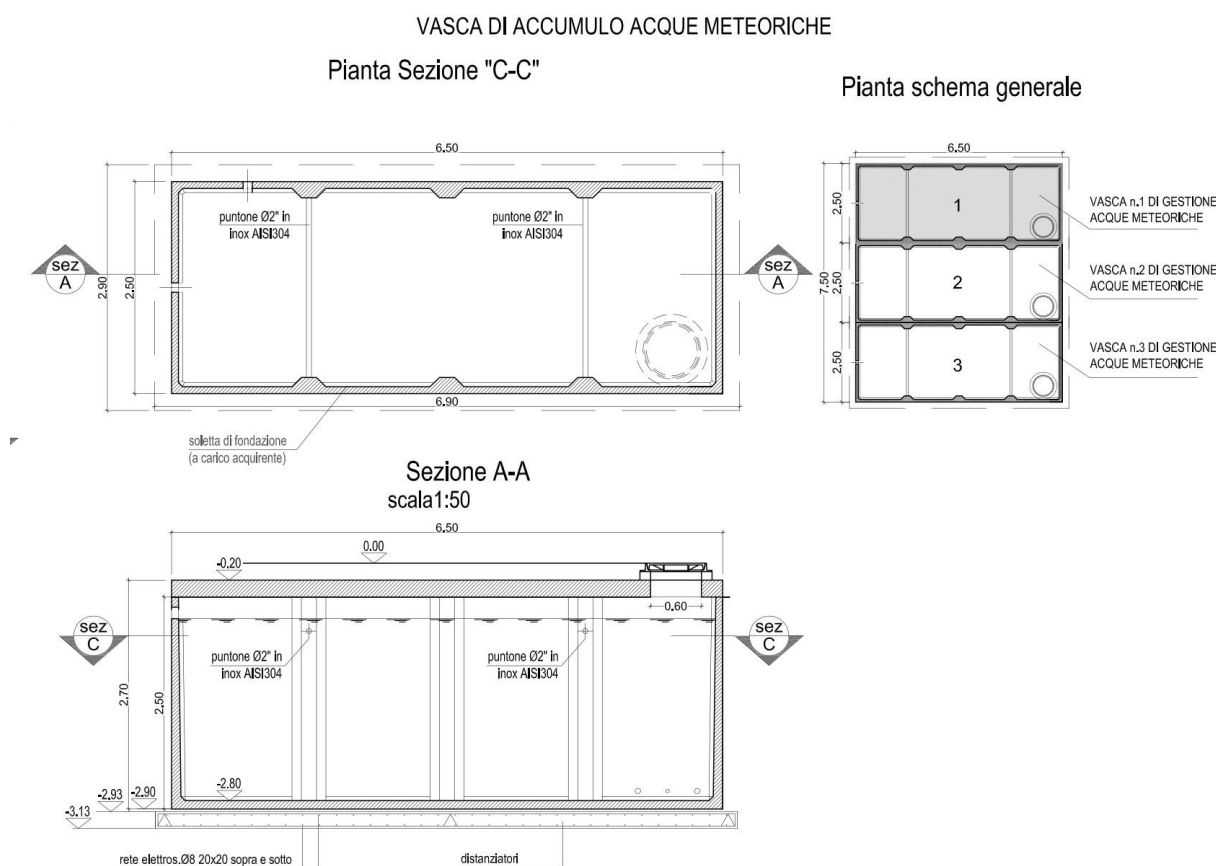 VASCA DI ACCUMULO ACQUE METEORICHE
Pianta Sezione "C-C"
Pianta schema generale
6.50
puntone Ø2" in
inox AISI304
puntone Ø2" in
inox AISI304
sez
A
sez
A
2.90
2.50
6.90
soletta di fondazione
(a carico acquirente)
6.50
2.50
2.50
2.50
7.50
1
2
3
VASCA n.1 DI GESTIONE
ACQUE METEORICHE
VASCA n.2 DI GESTIONE
ACQUE METEORICHE
VASCA n.3 DI GESTIONE
ACQUE METEORICHE
Sezione A-A
scala1:50
6.50
0.00
-0.20
0.60
sez
C
sez
C
puntone Ø2" in
inox AISI304
puntone Ø2" in
inox AISI304
2.70
2.50
-2.80
-2.93
-2.90
-3.13
rete elettros.Ø8 20x20 sopra e sotto
distanziatori